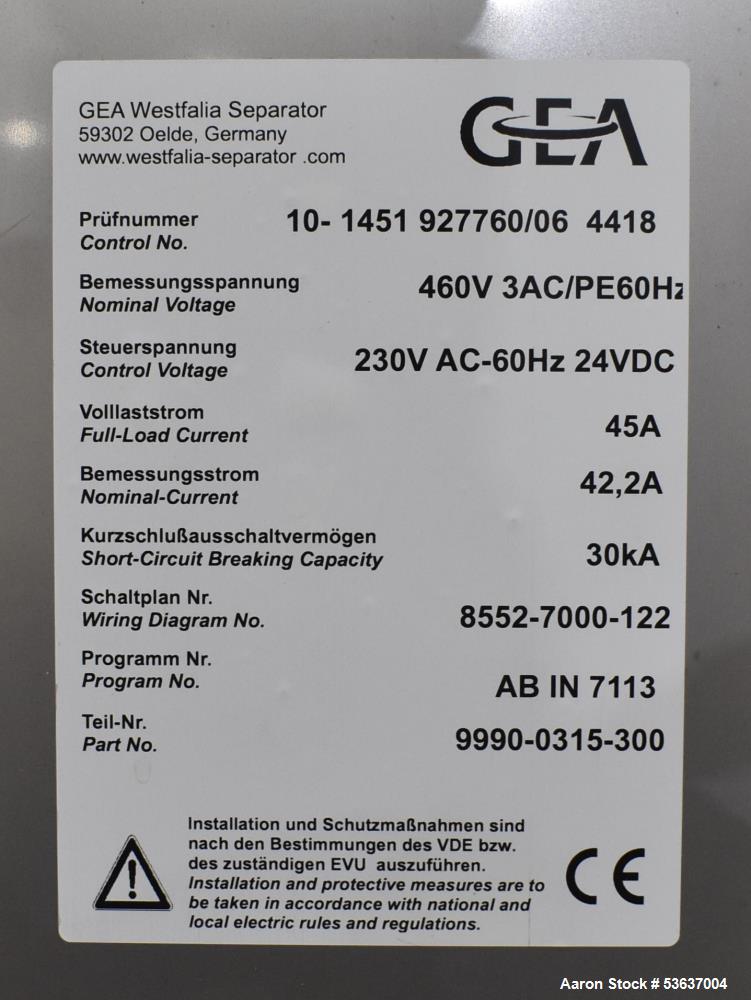 GEA Westfalia Separator
59302 Oelde, Germany
www.westfalia-separator .com
GEA
Prüfnummer
Control No.
10- 1451 927760/06 4418
Bemessungsspannung
Nominal Voltage
460V 3AC/PE60Hz
Steuerspannung
Control Voltage
230V AC-60Hz 24VDC
Volllaststrom
Full-Load Current
45A
Bemessungsstrom
Nominal-Current
42,2A
Kurzschlußausschaltvermögen
Short-Circuit Breaking Capacity
30kA
Schaltplan Nr.
Wiring Diagram No.
8552-7000-122
Programm Nr.
Program No.
AB IN 7113
Teil-Nr.
Part No.
9990-0315-300
Installation und Schutzmaßnahmen sind
nach den Bestimmungen des VDE bzw.
des zuständigen EVU auszuführen.
Installation and protective measures are to
be taken in accordance with national and
local electric rules and regulations.
CE
Aaron Stock # 53637004